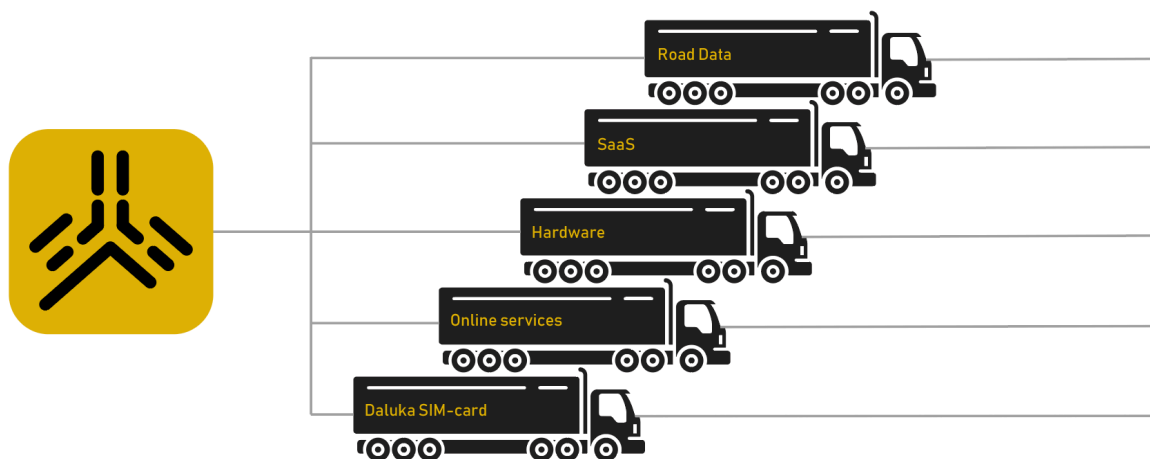 Road Data
SaaS
Hardware
Online services
Daluka SIM-card